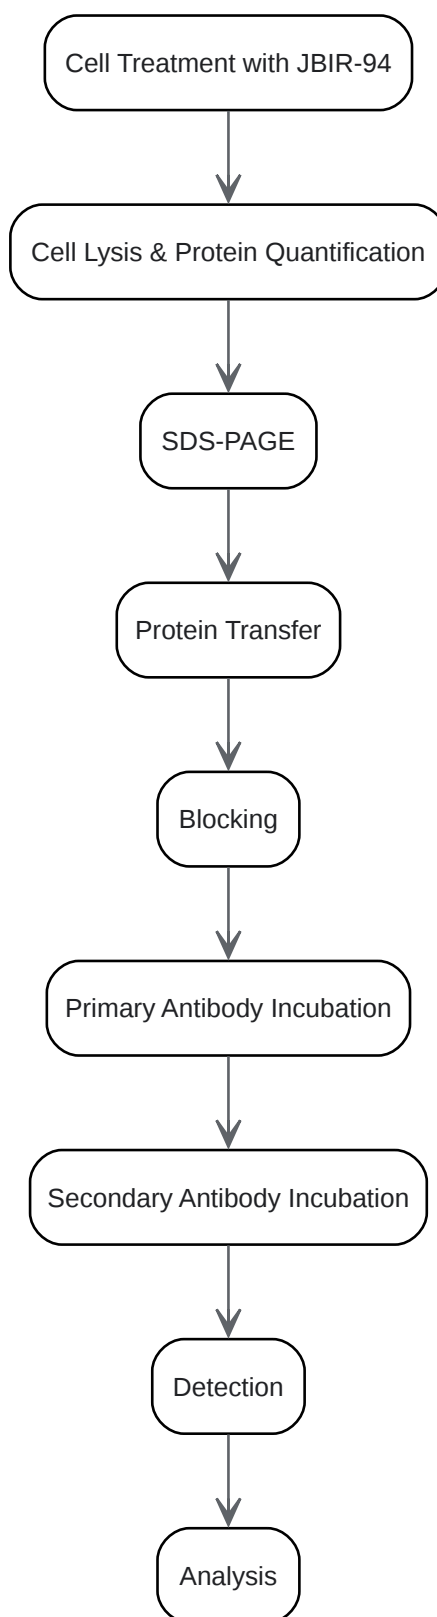 Cell Treatment with JBIR-94
Cell Lysis & Protein Quantification
SDS-PAGE
Protein Transfer
Blocking
Primary Antibody Incubation
Secondary Antibody Incubation
Detection
Analysis